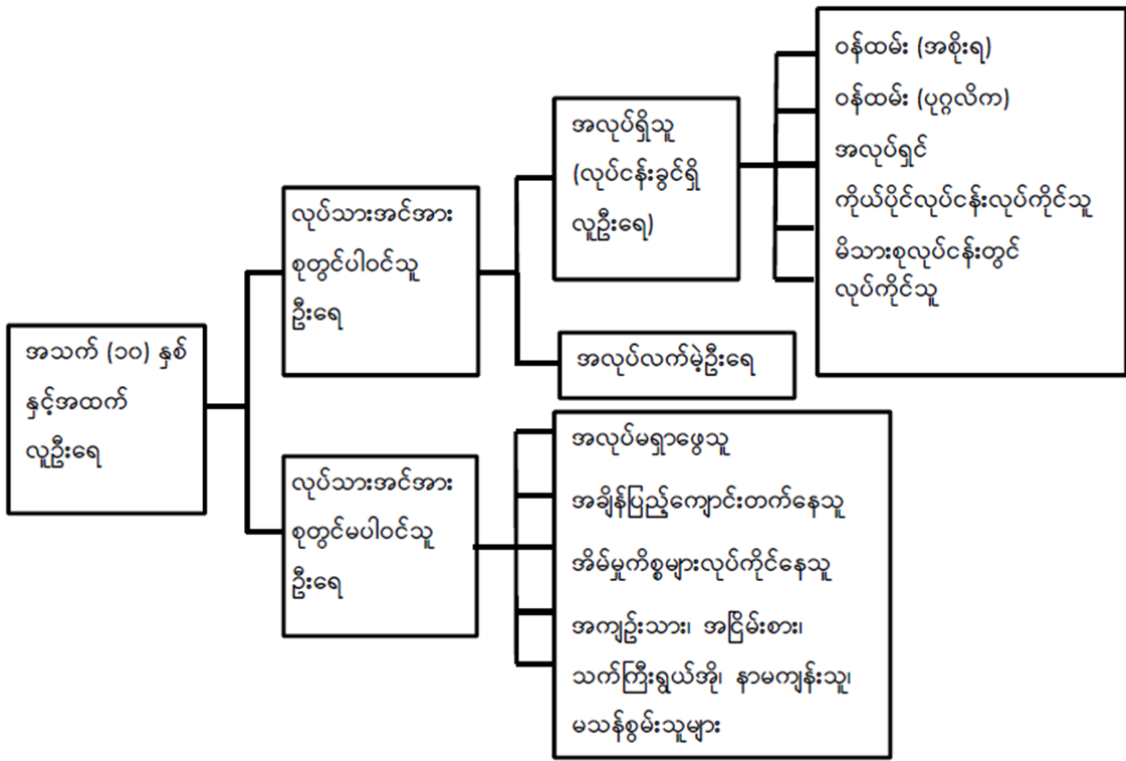 အသက် (၁၀) နှစ်
နှင့်အထက်
လူဦးရေ
လုပ်သားအင်အား
စုတွင်ပါဝင်သူ
ဦးရေ
လုပ်သားအင်အား
စုတွင်မပါဝင်သူ
ဦးရေ
အလုပ်ရှိသူ
(လုပ်ငန်းခွင်ရှိ
လူဦးရေ)
အလုပ်လက်မဲ့ဦးရေ
ဝန်ထမ်း (အစိုးရ)
ဝန်ထမ်း (ပုဂ္ဂလိက)
အလုပ်ရှင်
ကိုယ်ပိုင်လုပ်ငန်းလုပ်ကိုင်သူ
မိသားစုလုပ်ငန်းတွင်
လုပ်ကိုင်သူ
အလုပ်မရှာဖွေသူ
အချိန်ပြည့်ကျောင်းတက်နေသူ
အိမ်မှုကိစ္စများလုပ်ကိုင်နေသူ
အကျဉ်းသား၊ အငြိမ်းစား၊
သက်ကြီးရွယ်အို၊ နာမကျန်းသူ၊
မသန်စွမ်းသူများ